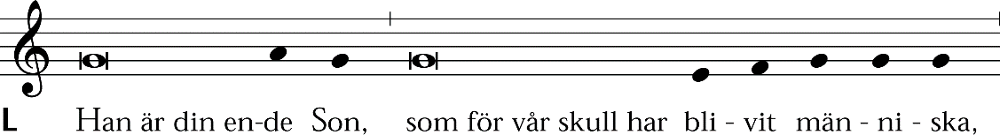 L Han är din en-de Son, som för vår skull har bli - vit män - ni - ska,